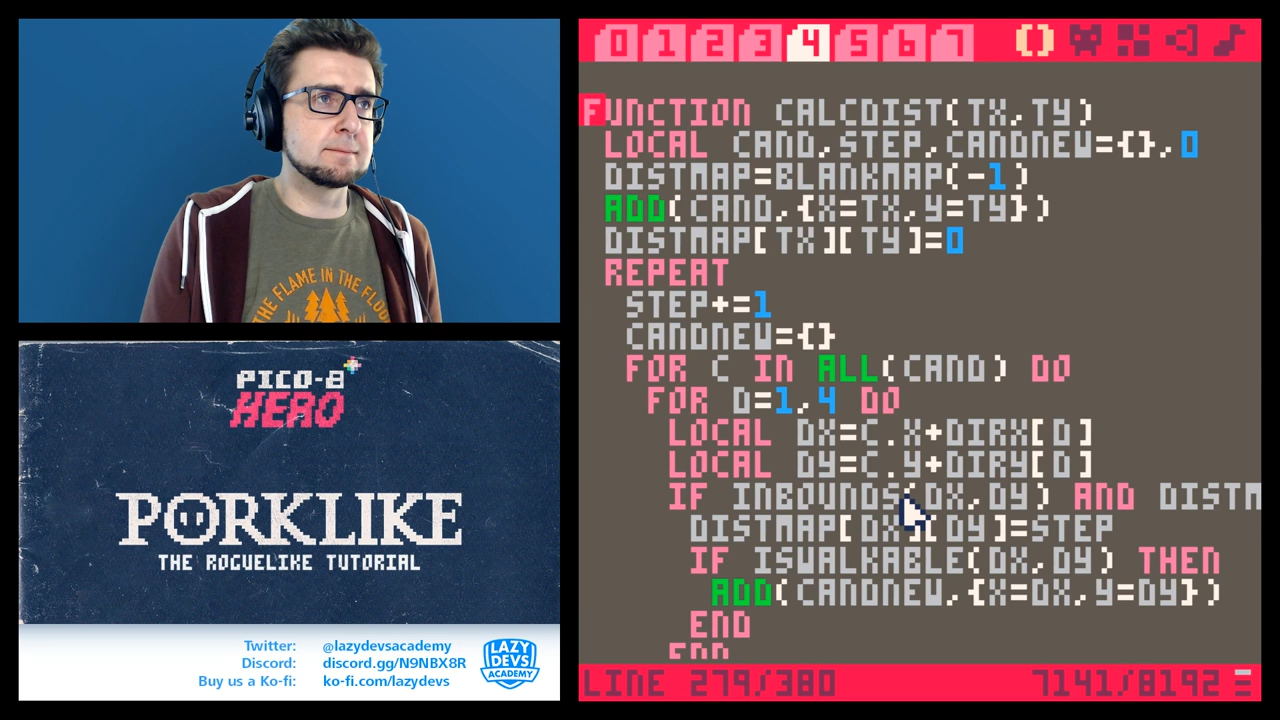 THE FLAME IN THE FLOO
PICO-8
HERO
PORKLIKE
THE ROGUELIKE TUTORIAL
Twitter: @lazydevsacademy
Discord: discord.gg/N9NBX8R
Buy us a Ko-fi: ko-fi.com/lazydevs
LAZY
DEVS
ACADEMY
0 1 2 3 4 5 6 7 ()
FUNCTION CALCDIST(TX,TY)
LOCAL CAND,STEP,CANDNEW={},0
DISTMAP=BLANKMAP(-1)
ADD(CAND,{X=TX,Y=TY})
DISTMAP[TX][TY]=0
REPEAT
STEP+=1
CANDNEW={}
FOR C IN ALL(CAND) DO
FOR D=1,4 DO
LOCAL DX=C.X+DIRX[D]
LOCAL DY=C.Y+DIRY[D]
IF INBOUNDS(DX,DY) AND DISTM
DISTMAP[DX][DY]=STEP
IF ISWALKABLE(DX,DY) THEN
ADD(CANDNEW,{X=DX,Y=DY})
END
END
LINE 279/380 7141/8192